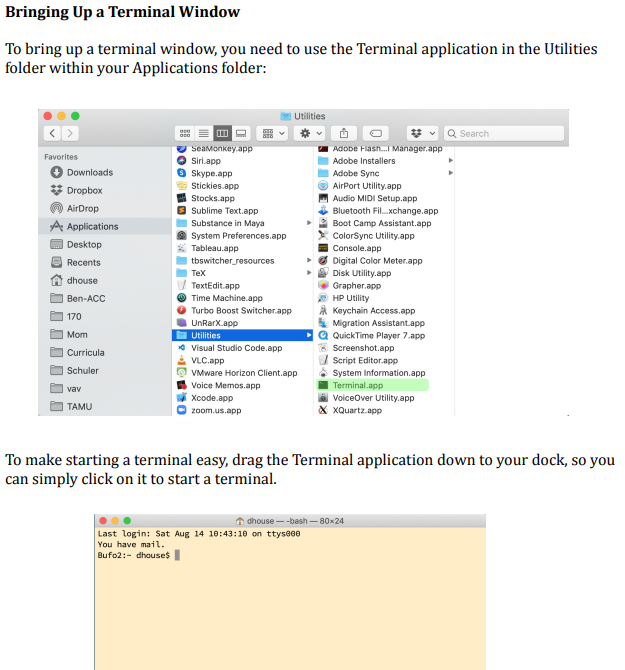 Bringing Up a Terminal Window
To bring up a terminal window, you need to use the Terminal application in the Utilities
folder within your Applications folder:
Utilities
Search
Favorites
Downloads
Dropbox
AirDrop
Applications
Desktop
Recents
dhouse
Ben-ACC
170
Mom
Curricula
Schuler
vav
TAMU
SeaMonkey.app
Siri.app
Skype.app
Stickies.app
Stocks.app
Sublime Text.app
Substance in Maya
System Preferences.app
Tableau.app
tbswitcher_resources
TeX
TextEdit.app
Time Machine.app
Turbo Boost Switcher.app
UnRarX.app
Utilities
Visual Studio Code.app
VLC.app
VMware Horizon Client.app
Voice Memos.app
Xcode.app
zoom.us.app
Adobe Flash...l Manager.app
Adobe Installers
Adobe Sync
AirPort Utility.app
Audio MIDI Setup.app
Bluetooth Fil...xchange.app
Boot Camp Assistant.app
ColorSync Utility.app
Console.app
Digital Color Meter.app
Disk Utility.app
Grapher.app
HP Utility
Keychain Access.app
Migration Assistant.app
QuickTime Player 7.app
Screenshot.app
Script Editor.app
System Information.app
Terminal.app
VoiceOver Utility.app
XQuartz.app
To make starting a terminal easy, drag the Terminal application down to your dock, so you
can simply click on it to start a terminal.
dhouse — -bash — 80×24
Last login: Sat Aug 14 10:43:10 on ttys000
You have mail.
Bufo2:~ dhouse$